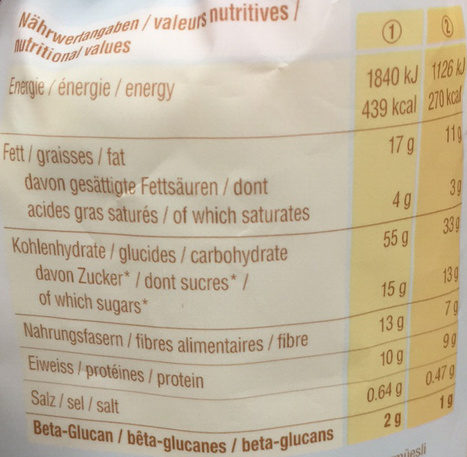 Nährwertangaben / valeurs nutritives /
nutritional values
① ②
Energie / énergie / energy 1840 kJ 1126 kJ
439 kcal 270 kcal
Fett / graisses / fat 17 g 11 g
davon gesättigte Fettsäuren / dont
acides gras saturés / of which saturates 4 g 3 g
Kohlenhydrate / glucides / carbohydrate 55 g 33 g
davon Zucker* / dont sucres* /
of which sugars* 15 g 13 g
Nahrungsfasern / fibres alimentaires / fibre 13 g 7 g
Eiweiss / protéines / protein 10 g 9 g
Salz / sel / salt 0.64 g 0.47 g
Beta-Glucan / bêta-glucanes / beta-glucans 2 g 1 g
müesli